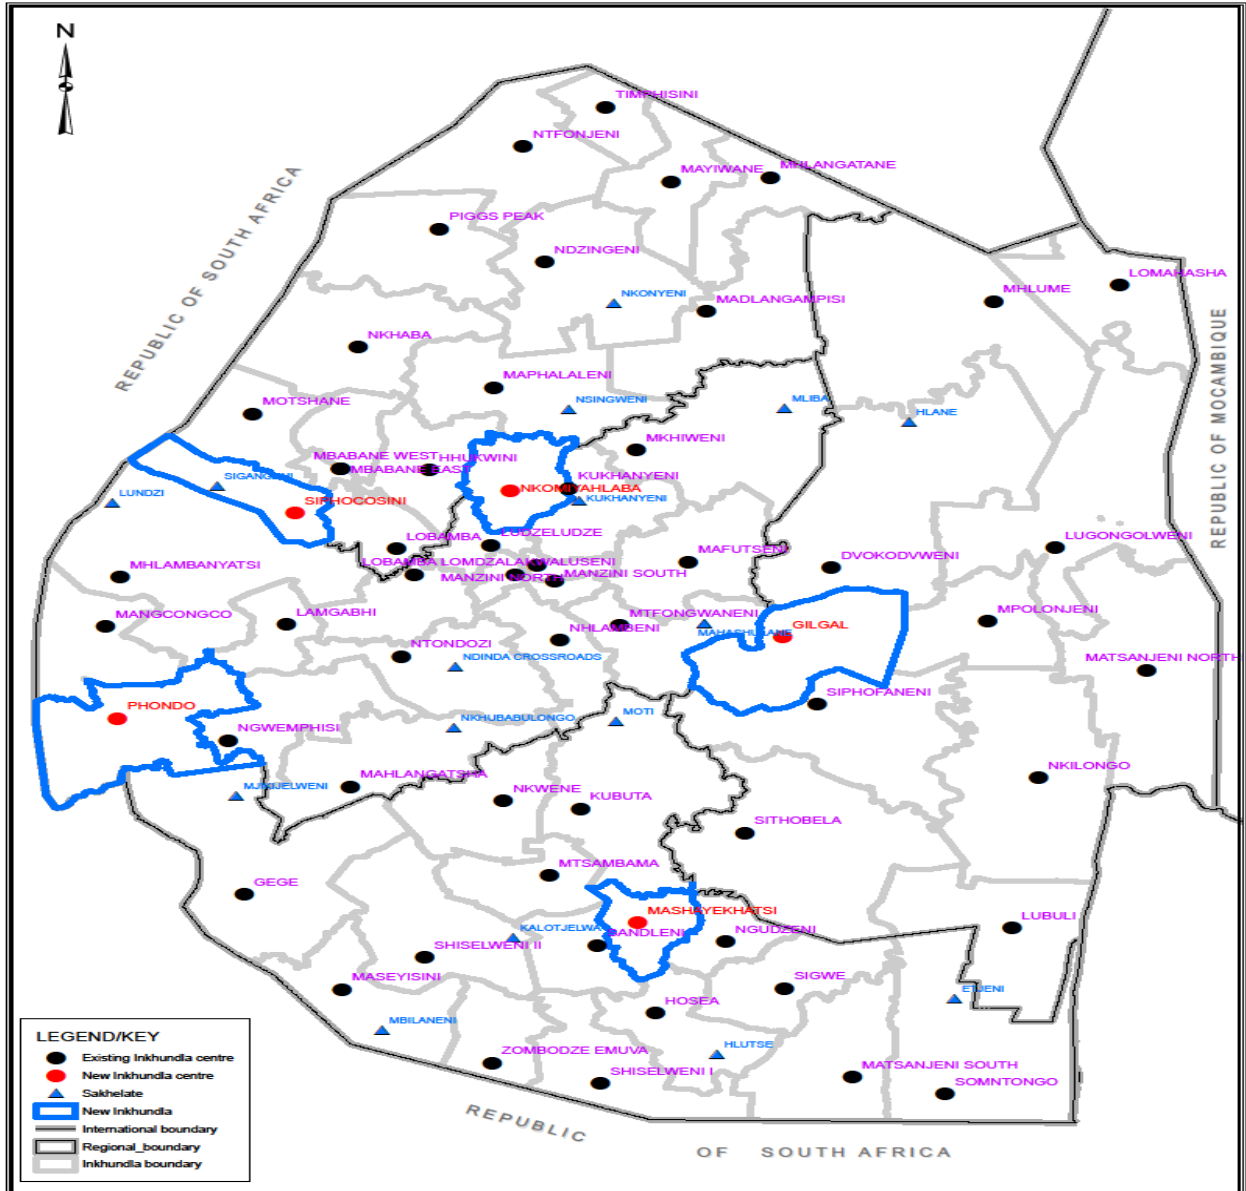 N
TIMPHISINI
NTFONJENI
MAYIWANE
MHLANGATANE
PIGGS PEAK
NDZINGENI
LOMAHASHA
MHLUME
NKONYENI
MADLANGAMPISI
REPUBLIC OF SOUTH AFRICA
REPUBLIC OF MOCAMBIQUE
NKHABA
MAPHALALENI
MOTSHANE
NSINGWENI
MLIBA
HLANE
MKHIWENI
MBABANE WEST
HHUKWINI
MBABANE EAST
KUKHANYENI
NKOMIYAHLABA
KUKHANYENI
LUNDZI
SIPHOCOSINI
LOBAMBA
LUDZELUDZE
LUGONGOLWENI
MAFUTSENI
DVOKODVWENI
LOBAMBA LOMDZALA
KWALUSENI
MANZINI NORTH
MANZINI SOUTH
MHLAMBANYATSI
MANGCONGCO
LAMGABHI
MTFONGWANENI
NHLAMBENI
GILGAL
MPOLONJENI
NTONDOZI
NDINDA CROSSROADS
MATSANJENI NORTH
PHONDO
SIPHOFANENI
NGWEMPHISI
NKHUBABULONGO
MOTI
MAHLANGATSHA
NKWENE
KUBUTA
NKILONGO
SITHOBELA
GEGE
MTSAMBAMA
MASHAYEKHATSI
LUBULI
KALOTJELWA
SANDLENI
NGUDZENI
SHISELWENI II
MASEYISINI
SIGWE
ETJENI
HOSEA
MBILANENI
HLUTSE
ZOMBODZE EMUVA
SHISELWENI I
MATSANJENI SOUTH
SOMNTONGO
REPUBLIC
OF SOUTH AFRICA
LEGEND/KEY
Existing Inkhundla centre
New Inkhundla centre
Sakhelate
New Inkhundla
International boundary
Regional_boundary
Inkhundla boundary